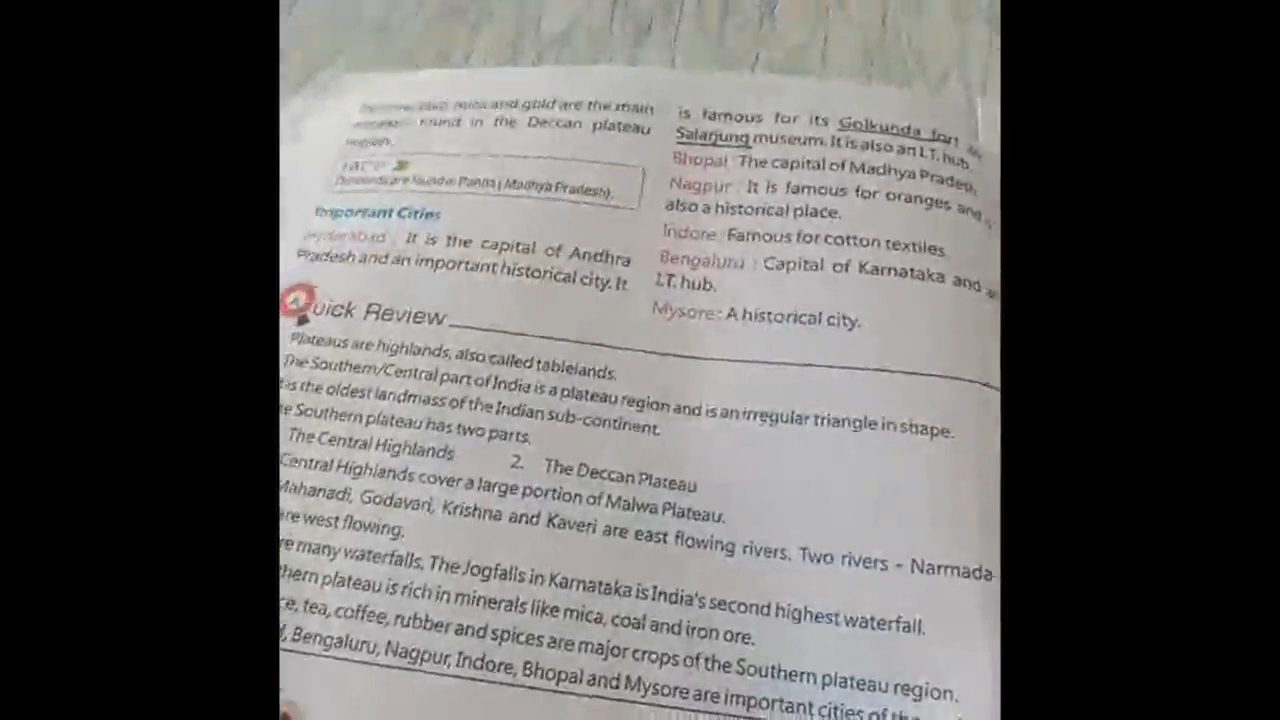 and gold are the main
found in the Deccan plateau
Panna (Madhya Pradesh).
Important Cities
Hyderabad : It is the capital of Andhra
Pradesh and an important historical city. It
is famous for its Golkunda fort
Salarjung museum. It is also an I.T. hub.
Bhopal : The capital of Madhya Pradesh.
Nagpur : It is famous for oranges and
also a historical place.
Indore : Famous for cotton textiles.
Bengaluru : Capital of Karnataka and
I.T. hub.
Mysore : A historical city.
Quick Review
Plateaus are highlands, also called tablelands.
The Southern/Central part of India is a plateau region and is an irregular triangle in shape.
is the oldest landmass of the Indian sub-continent.
Southern plateau has two parts.
The Central Highlands 2. The Deccan Plateau
Central Highlands cover a large portion of Malwa Plateau.
Mahanadi, Godavari, Krishna and Kaveri are east flowing rivers. Two rivers - Narmada
are west flowing.
many waterfalls. The Jogfalls in Karnataka is India's second highest waterfall.
plateau is rich in minerals like mica, coal and iron ore.
tea, coffee, rubber and spices are major crops of the Southern plateau region.
Bengaluru, Nagpur, Indore, Bhopal and Mysore are important cities of